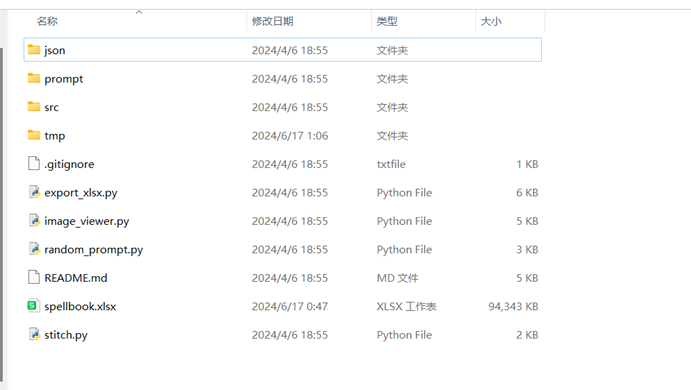 名称 修改日期 类型 大小
json 2024/4/6 18:55 文件夹
prompt 2024/4/6 18:55 文件夹
src 2024/4/6 18:55 文件夹
tmp 2024/6/17 1:06 文件夹
.gitignore 2024/4/6 18:55 txtfile 1 KB
export_xlsx.py 2024/4/6 18:55 Python File 6 KB
image_viewer.py 2024/4/6 18:55 Python File 5 KB
random_prompt.py 2024/4/6 18:55 Python File 3 KB
README.md 2024/4/6 18:55 MD 文件 5 KB
spellbook.xlsx 2024/6/17 0:47 XLSX 工作表 94,343 KB
stitch.py 2024/4/6 18:55 Python File 2 KB